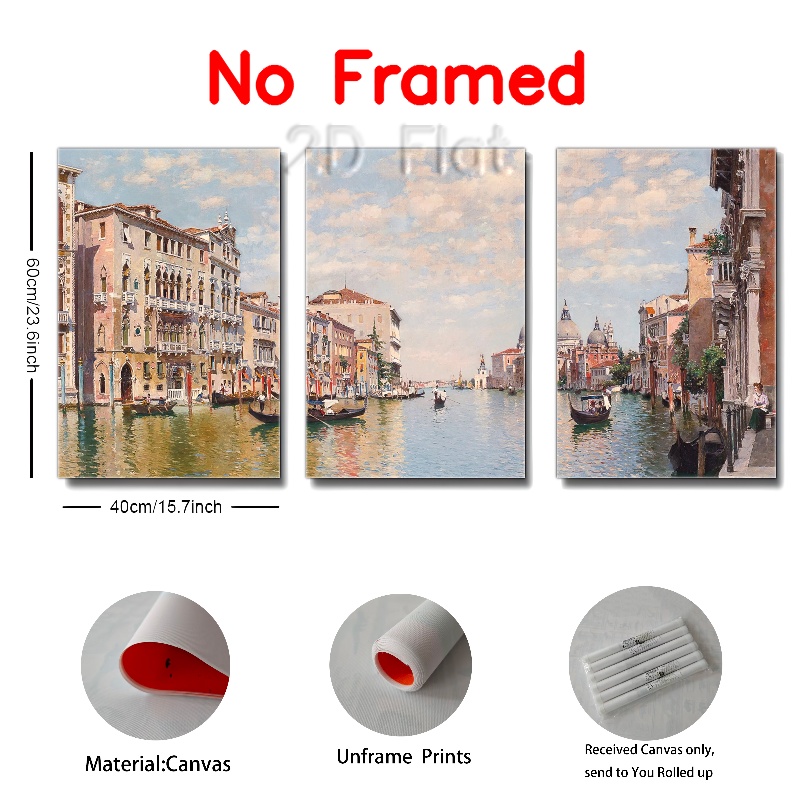 No Framed
2D Flat
60cm/23.6inch
40cm/15.7inch
Material:Canvas
Unframe Prints
Received Canvas only,
send to You Rolled up